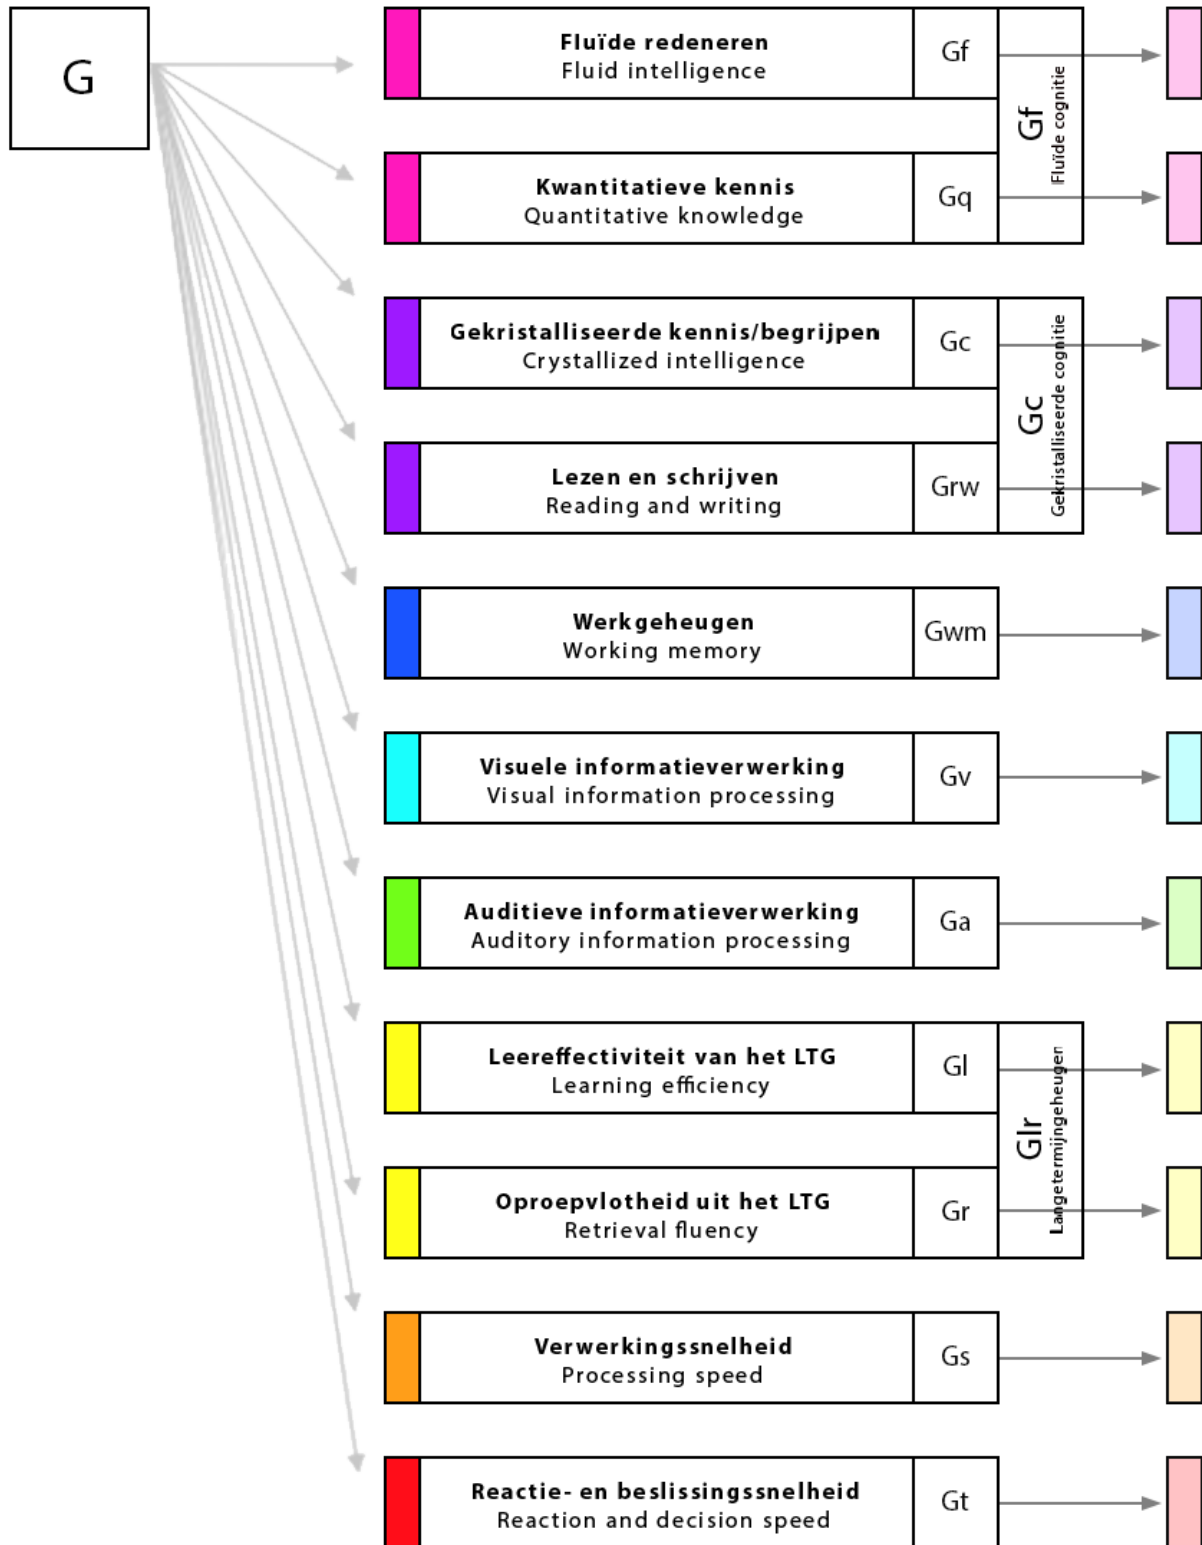 G
Fluïde redeneren
Fluid intelligence
Gf
Gf
Fluïde cognitie
Kwantitatieve kennis
Quantitative knowledge
Gq
Gekristalliseerde kennis/begrijpen
Crystallized intelligence
Gc
Gc
Gekristalliseerde cognitie
Lezen en schrijven
Reading and writing
Grw
Werkgeheugen
Working memory
Gwm
Visuele informatieverwerking
Visual information processing
Gv
Auditieve informatieverwerking
Auditory information processing
Ga
Leereffectiviteit van het LTG
Learning efficiency
Gl
Glr
Langetermijngeheugen
Oproepvlotheid uit het LTG
Retrieval fluency
Gr
Verwerkingssnelheid
Processing speed
Gs
Reactie- en beslissingssnelheid
Reaction and decision speed
Gt